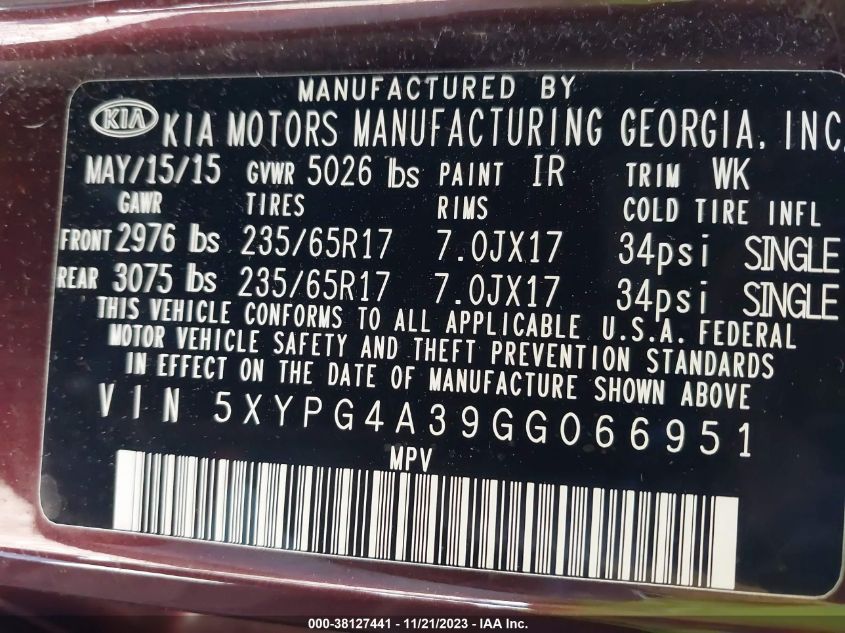 MANUFACTURED BY
KIA KIA MOTORS MANUFACTURING GEORGIA, INC.
MAY/15/15 GVWR 5026 lbs PAINT IR TRIM WK
GAWR TIRES RIMS COLD TIRE INFL
FRONT 2976 lbs 235/65R17 7.0JX17 34psi SINGLE
REAR 3075 lbs 235/65R17 7.0JX17 34psi SINGLE
THIS VEHICLE CONFORMS TO ALL APPLICABLE U.S.A. FEDERAL
MOTOR VEHICLE SAFETY AND THEFT PREVENTION STANDARDS
IN EFFECT ON THE DATE OF MANUFACTURE SHOWN ABOVE
VIN 5XYPG4A39GG066951
MPV
000-38127441 - 11/21/2023 - IAA Inc.